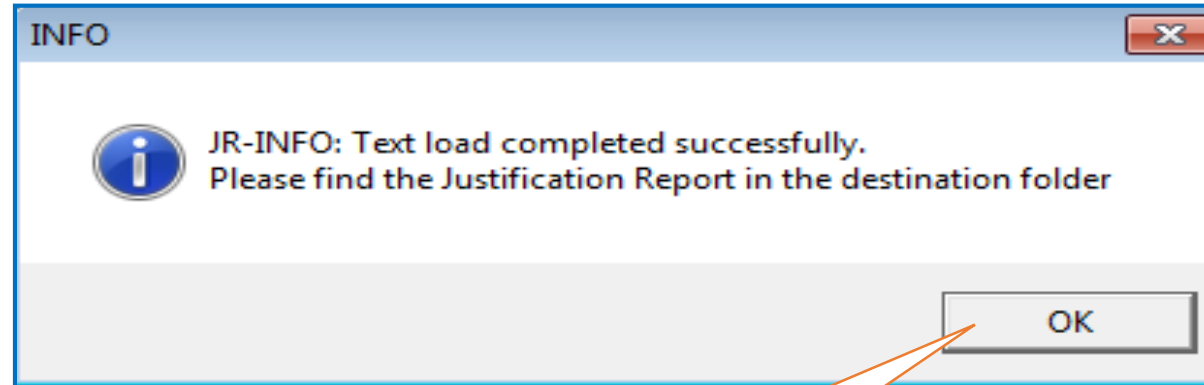 INFO
JR-INFO: Text load completed successfully.
Please find the Justification Report in the destination folder
OK